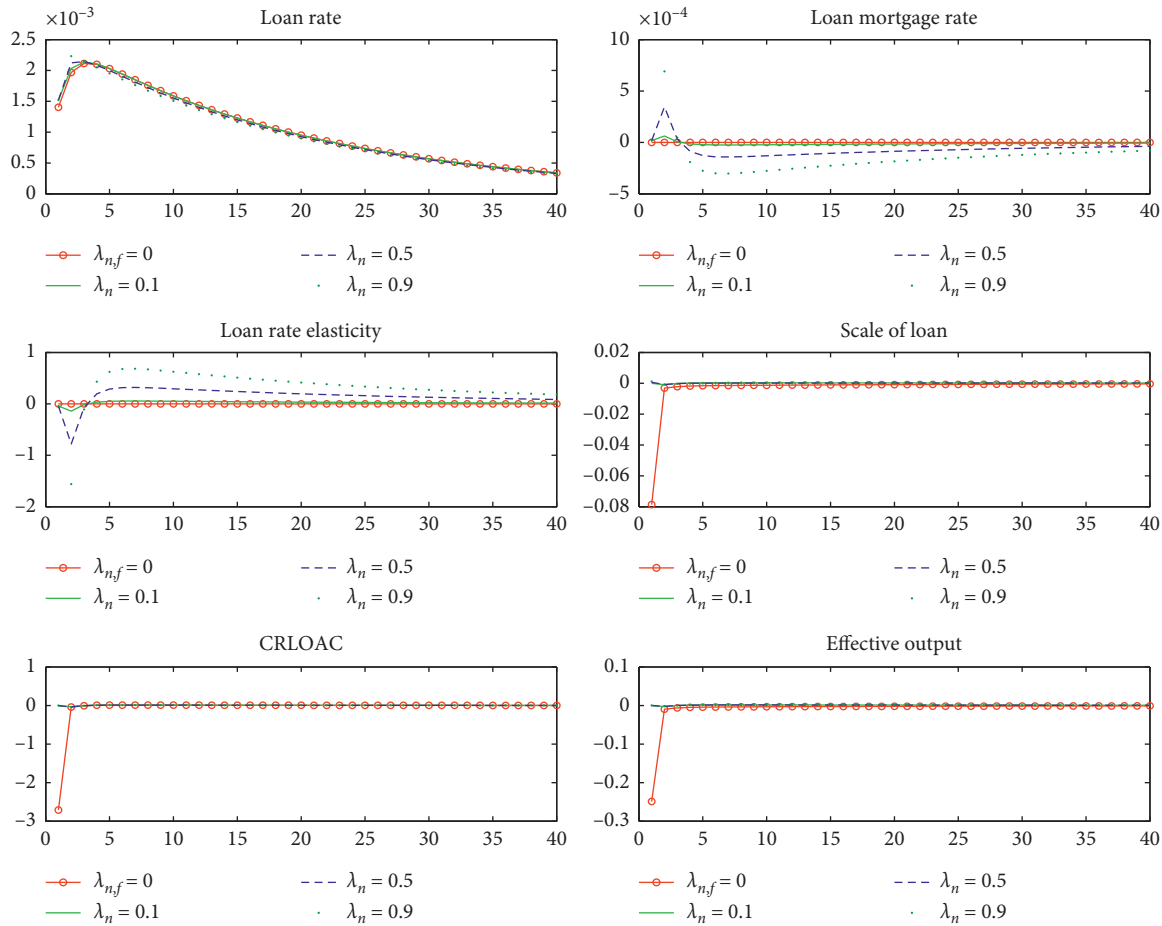 Loan rate
×10⁻³
2.5
2
1.5
1
0.5
0
0 5 10 15 20 25 30 35 40
λn,f = 0
λn = 0.5
λn = 0.1
λn = 0.9
Loan mortgage rate
×10⁻⁴
10
5
0
−5
0 5 10 15 20 25 30 35 40
λn,f = 0
λn = 0.5
λn = 0.1
λn = 0.9
Loan rate elasticity
1
0
−1
−2
0 5 10 15 20 25 30 35 40
λn,f = 0
λn = 0.5
λn = 0.1
λn = 0.9
Scale of loan
0.02
0
−0.02
−0.04
−0.06
−0.08
0 5 10 15 20 25 30 35 40
λn,f = 0
λn = 0.5
λn = 0.1
λn = 0.9
CRLOAC
1
0
−1
−2
−3
0 5 10 15 20 25 30 35 40
λn,f = 0
λn = 0.5
λn = 0.1
λn = 0.9
Effective output
0.1
0
−0.1
−0.2
−0.3
0 5 10 15 20 25 30 35 40
λn,f = 0
λn = 0.5
λn = 0.1
λn = 0.9